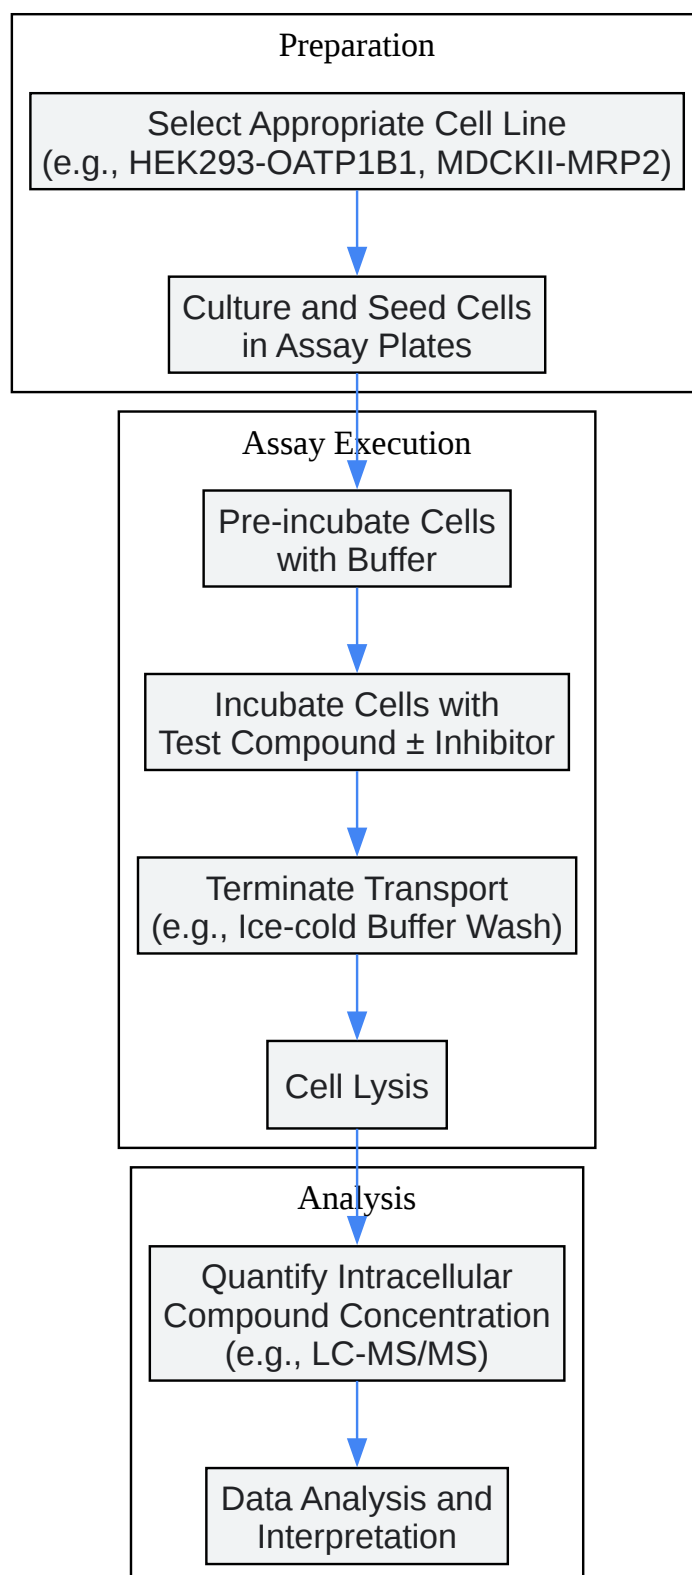 Preparation
Select Appropriate Cell Line
(e.g., HEK293-OATP1B1, MDCKII-MRP2)
Culture and Seed Cells
in Assay Plates
Assay Execution
Pre-incubate Cells
with Buffer
Incubate Cells with
Test Compound ± Inhibitor
Terminate Transport
(e.g., Ice-cold Buffer Wash)
Cell Lysis
Analysis
Quantify Intracellular
Compound Concentration
(e.g., LC-MS/MS)
Data Analysis and
Interpretation